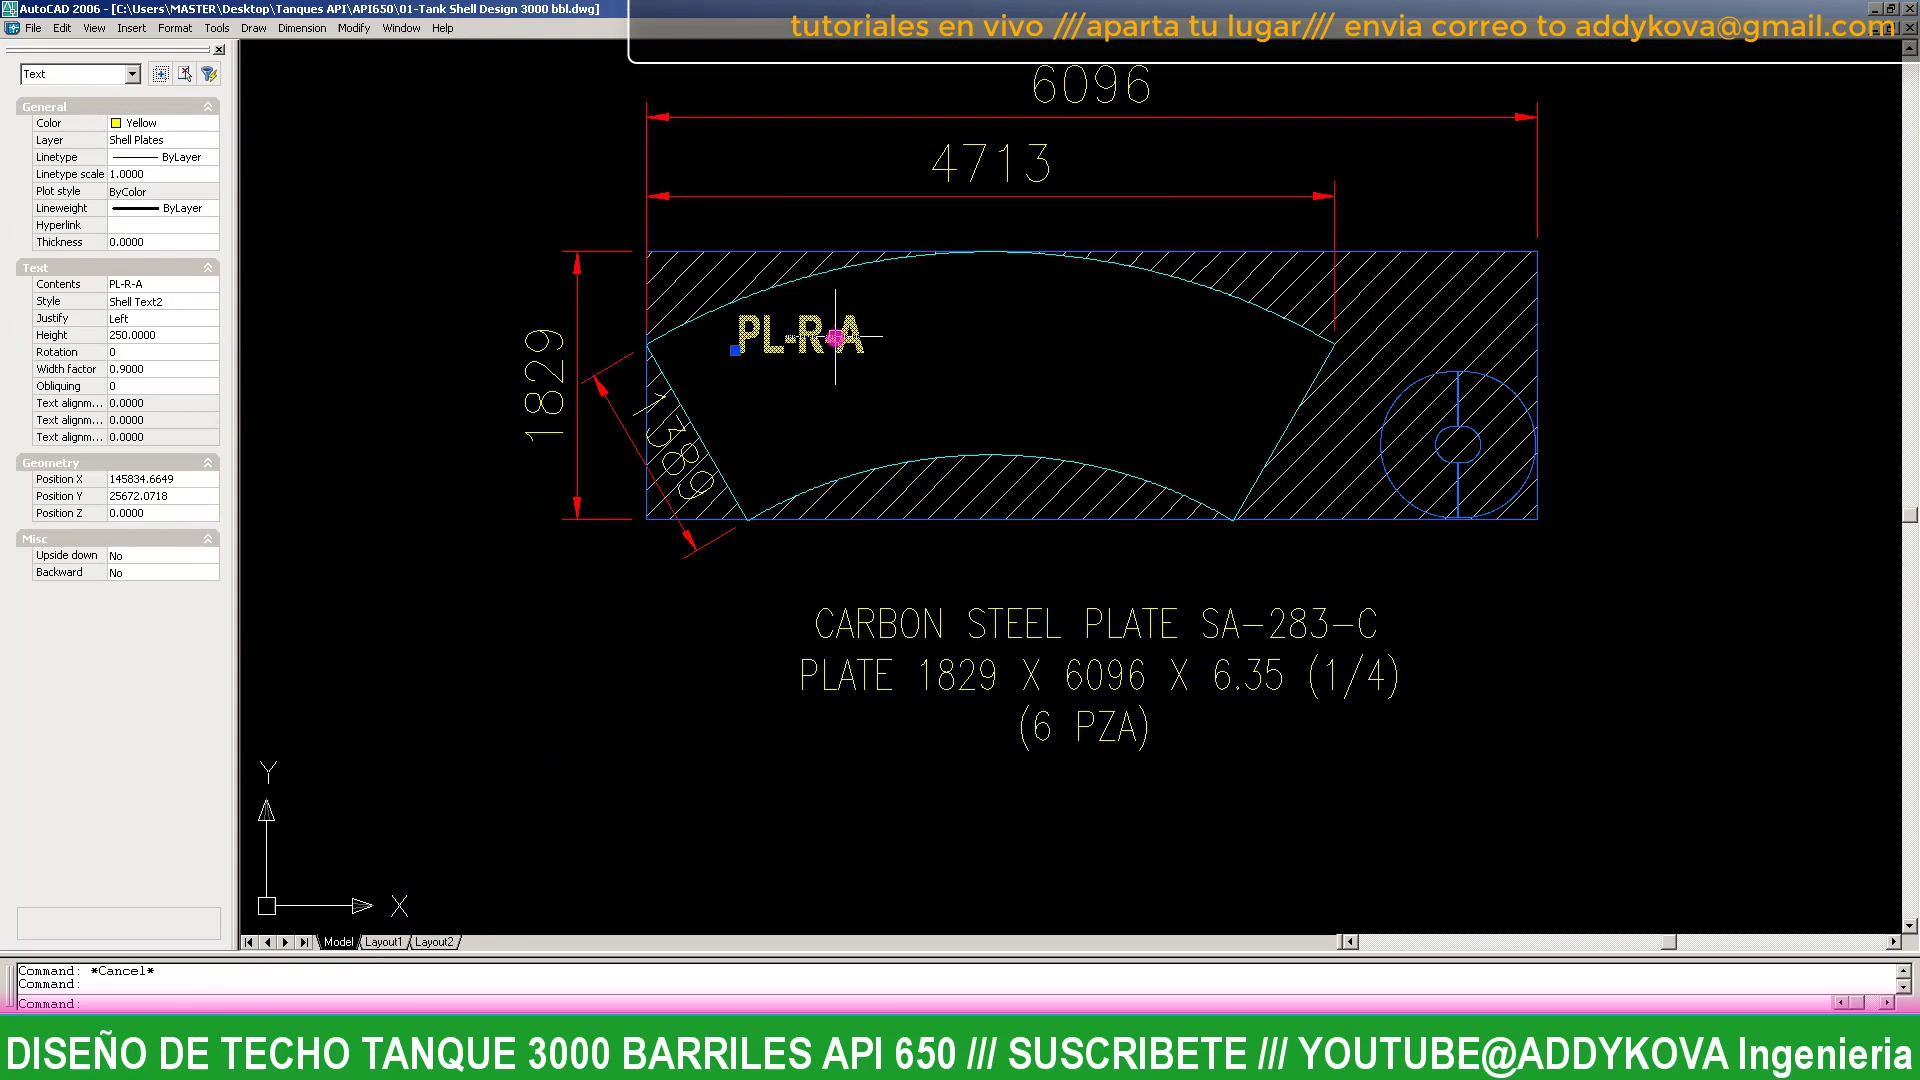 AutoCAD 2006 - [C:\Users\MASTER\Desktop\Tanques API\API650\01-Tank Shell Design 3000 bbl.dwg]
tutoriales en vivo ///aparta tu lugar/// envia correo to addykova@gmail.com
File Edit View Insert Format Tools Draw Dimension Modify Window Help
Text
General
Color Yellow
Layer Shell Plates
Linetype ByLayer
Linetype scale 1.0000
Plot style ByColor
Lineweight ByLayer
Hyperlink
Thickness 0.0000
Text
Contents PL-R-A
Style Shell Text2
Justify Left
Height 250.0000
Rotation 0
Width factor 0.9000
Obliquing 0
Text alignm... 0.0000
Text alignm... 0.0000
Text alignm... 0.0000
Geometry
Position X 145834.6649
Position Y 25672.0718
Position Z 0.0000
Misc
Upside down No
Backward No
6096
4713
1829
1389
PL-R-A
CARBON STEEL PLATE SA-283-C
PLATE 1829 X 6096 X 6.35 (1/4)
(6 PZA)
Y
X
Model Layout1 Layout2
Command: *Cancel*
Command:
Command:
DISEÑO DE TECHO TANQUE 3000 BARRILES API 650 /// SUSCRIBETE /// YOUTUBE@ADDYKOVA Ingenieria